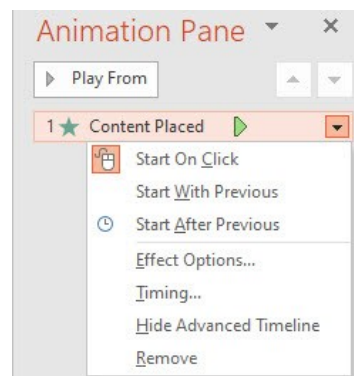 Animation Pane
Play From
1 Content Placed
Start On Click
Start With Previous
Start After Previous
Effect Options...
Timing...
Hide Advanced Timeline
Remove